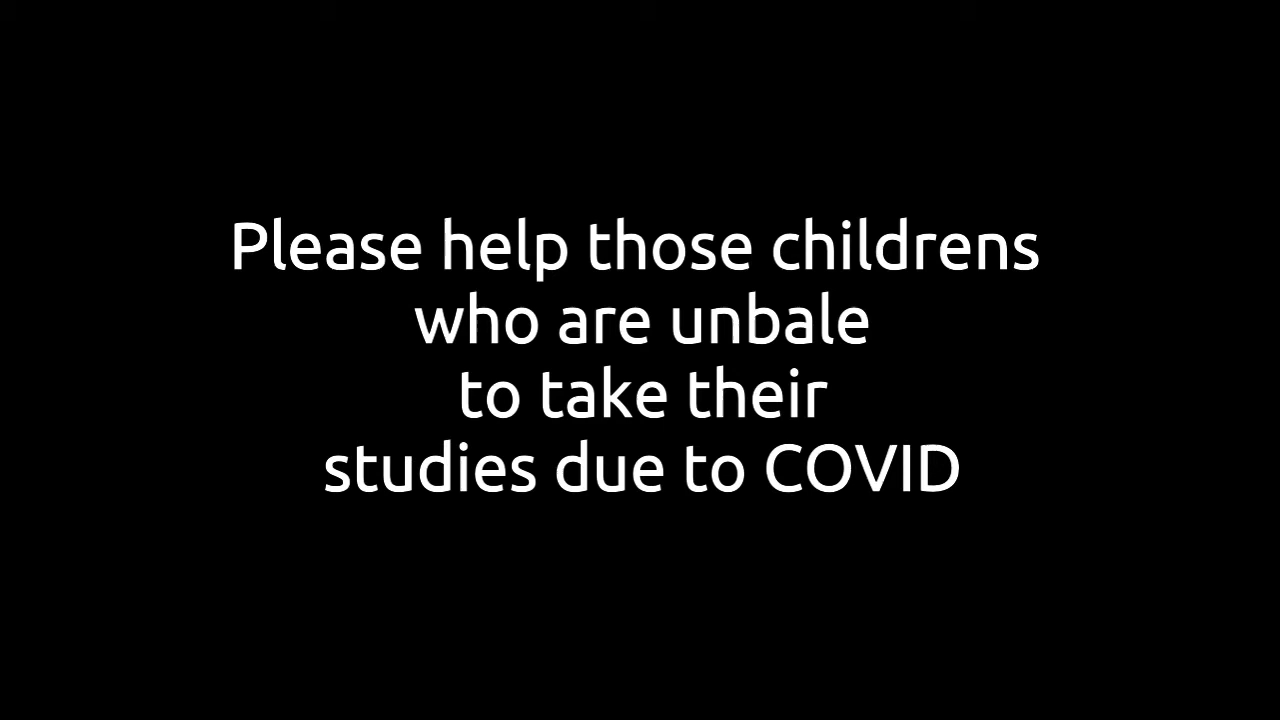 Please help those childrens
who are unbale
to take their
studies due to COVID